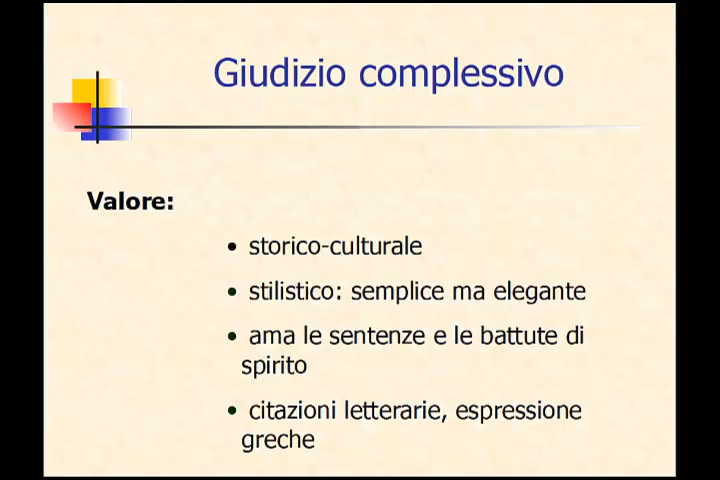 Giudizio complessivo
Valore:
• storico-culturale
• stilistico: semplice ma elegante
• ama le sentenze e le battute di
spirito
• citazioni letterarie, espressione
greche